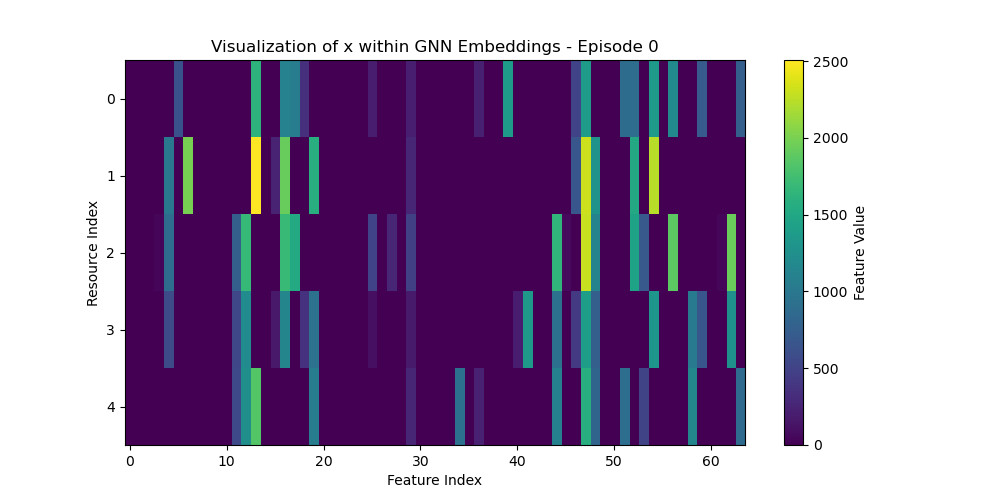 Visualization of x within GNN Embeddings - Episode 0
Resource Index
0
1
2
3
4
0 10 20 30 40 50 60
Feature Index
2500
2000
1500
1000
500
0
Feature Value